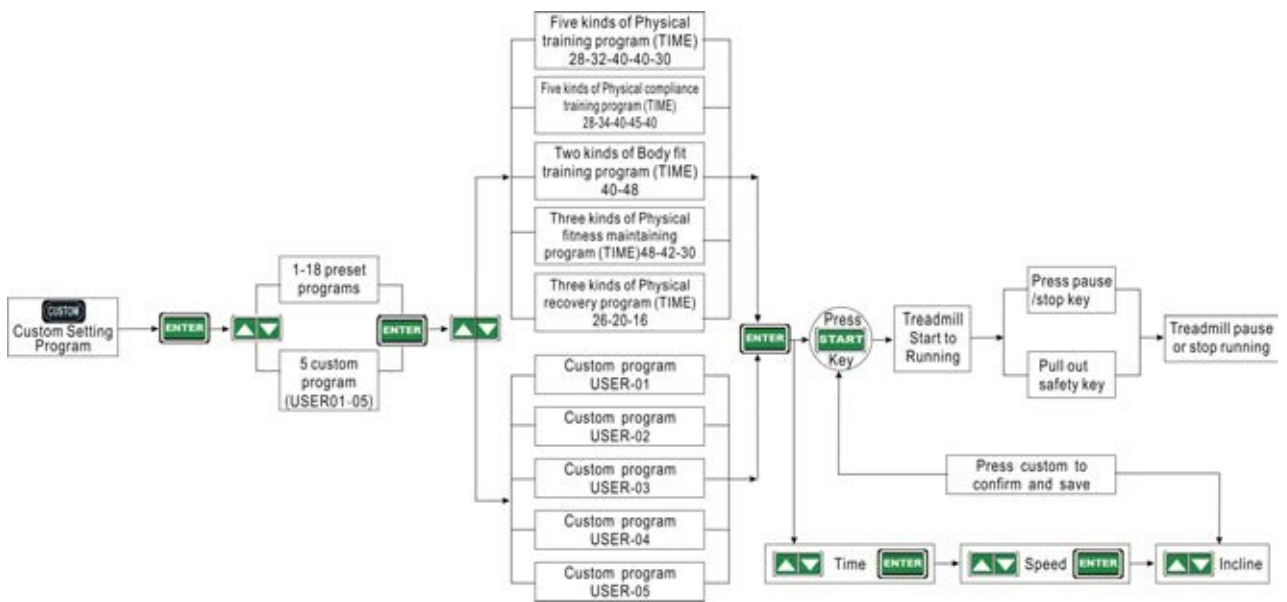 CUSTOM
Custom Setting
Program
ENTER
1-18 preset
programs
5 custom
program
(USER01-05)
ENTER
Five kinds of Physical
training program (TIME)
28-32-40-40-30
Five kinds of Physical compliance
training program (TIME)
28-34-40-45-40
Two kinds of Body fit
training program (TIME)
40-48
Three kinds of Physical
fitness maintaining
program (TIME)48-42-30
Three kinds of Physical
recovery program (TIME)
26-20-16
Custom program
USER-01
Custom program
USER-02
Custom program
USER-03
Custom program
USER-04
Custom program
USER-05
ENTER
Press
START
Key
Treadmill
Start to
Running
Press pause
/stop key
Pull out
safety key
Treadmill pause
or stop running
Press custom to
confirm and save
Time ENTER
Speed ENTER
Incline